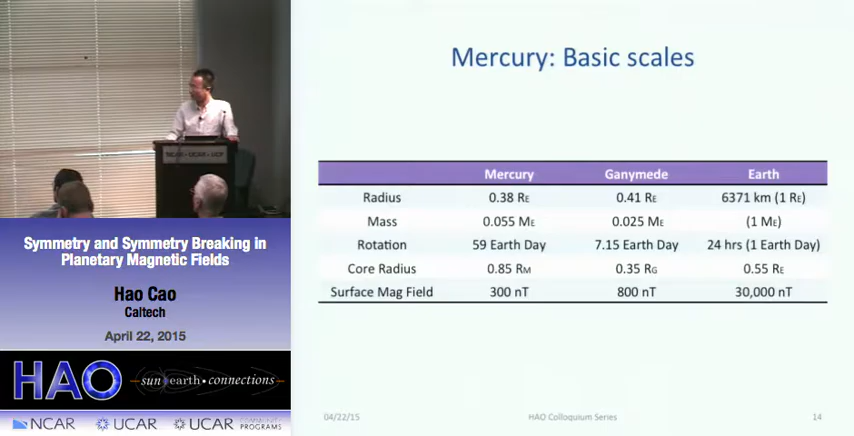 NCAR - UCAR - UCP
Symmetry and Symmetry Breaking in
Planetary Magnetic Fields
Hao Cao
Caltech
April 22, 2015
HAO
sun earth • connections
NCAR
UCAR
UCAR
PROGRAMS
Mercury: Basic scales
Mercury Ganymede Earth
Radius 0.38 RE 0.41 RE 6371 km (1 RE)
Mass 0.055 ME 0.025 ME (1 ME)
Rotation 59 Earth Day 7.15 Earth Day 24 hrs (1 Earth Day)
Core Radius 0.85 RM 0.35 RG 0.55 RE
Surface Mag Field 300 nT 800 nT 30,000 nT
04/22/15 HAO Colloquium Series 14